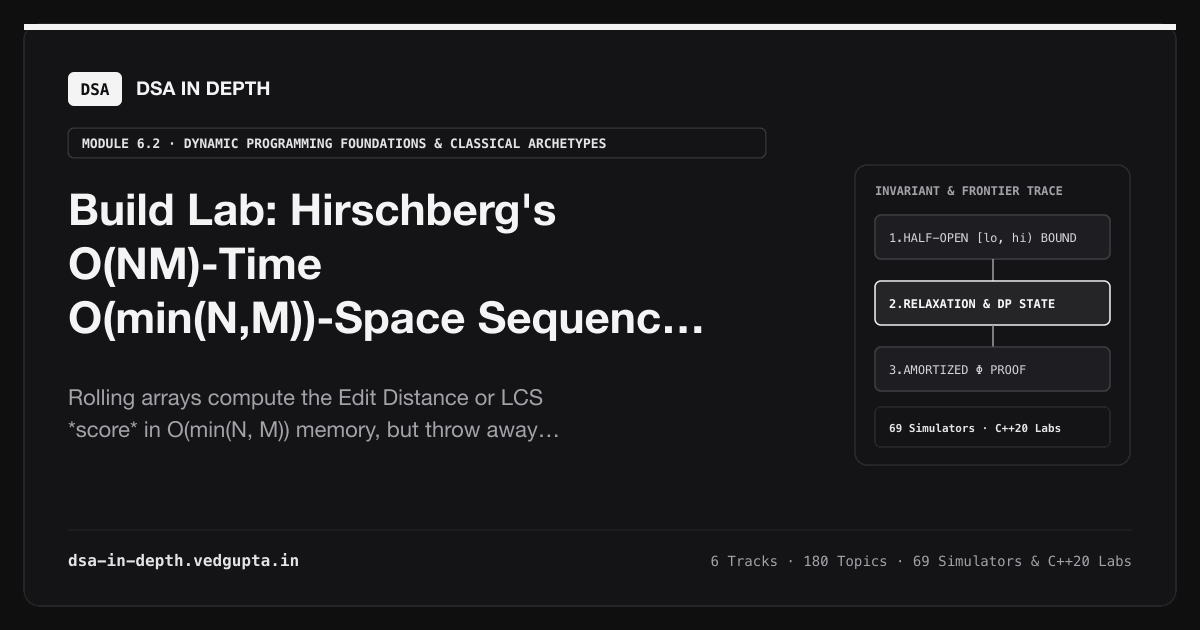 DSA DSA IN DEPTH
MODULE 6.2 · DYNAMIC PROGRAMMING FOUNDATIONS & CLASSICAL ARCHETYPES
Build Lab: Hirschberg's
O(NM)-Time
O(min(N,M))-Space Sequenc…
Rolling arrays compute the Edit Distance or LCS
*score* in O(min(N, M)) memory, but throw away…
INVARIANT & FRONTIER TRACE
1.HALF-OPEN [lo, hi) BOUND
2.RELAXATION & DP STATE
3.AMORTIZED Φ PROOF
69 Simulators · C++20 Labs
dsa-in-depth.vedgupta.in
6 Tracks · 180 Topics · 69 Simulators & C++20 Labs